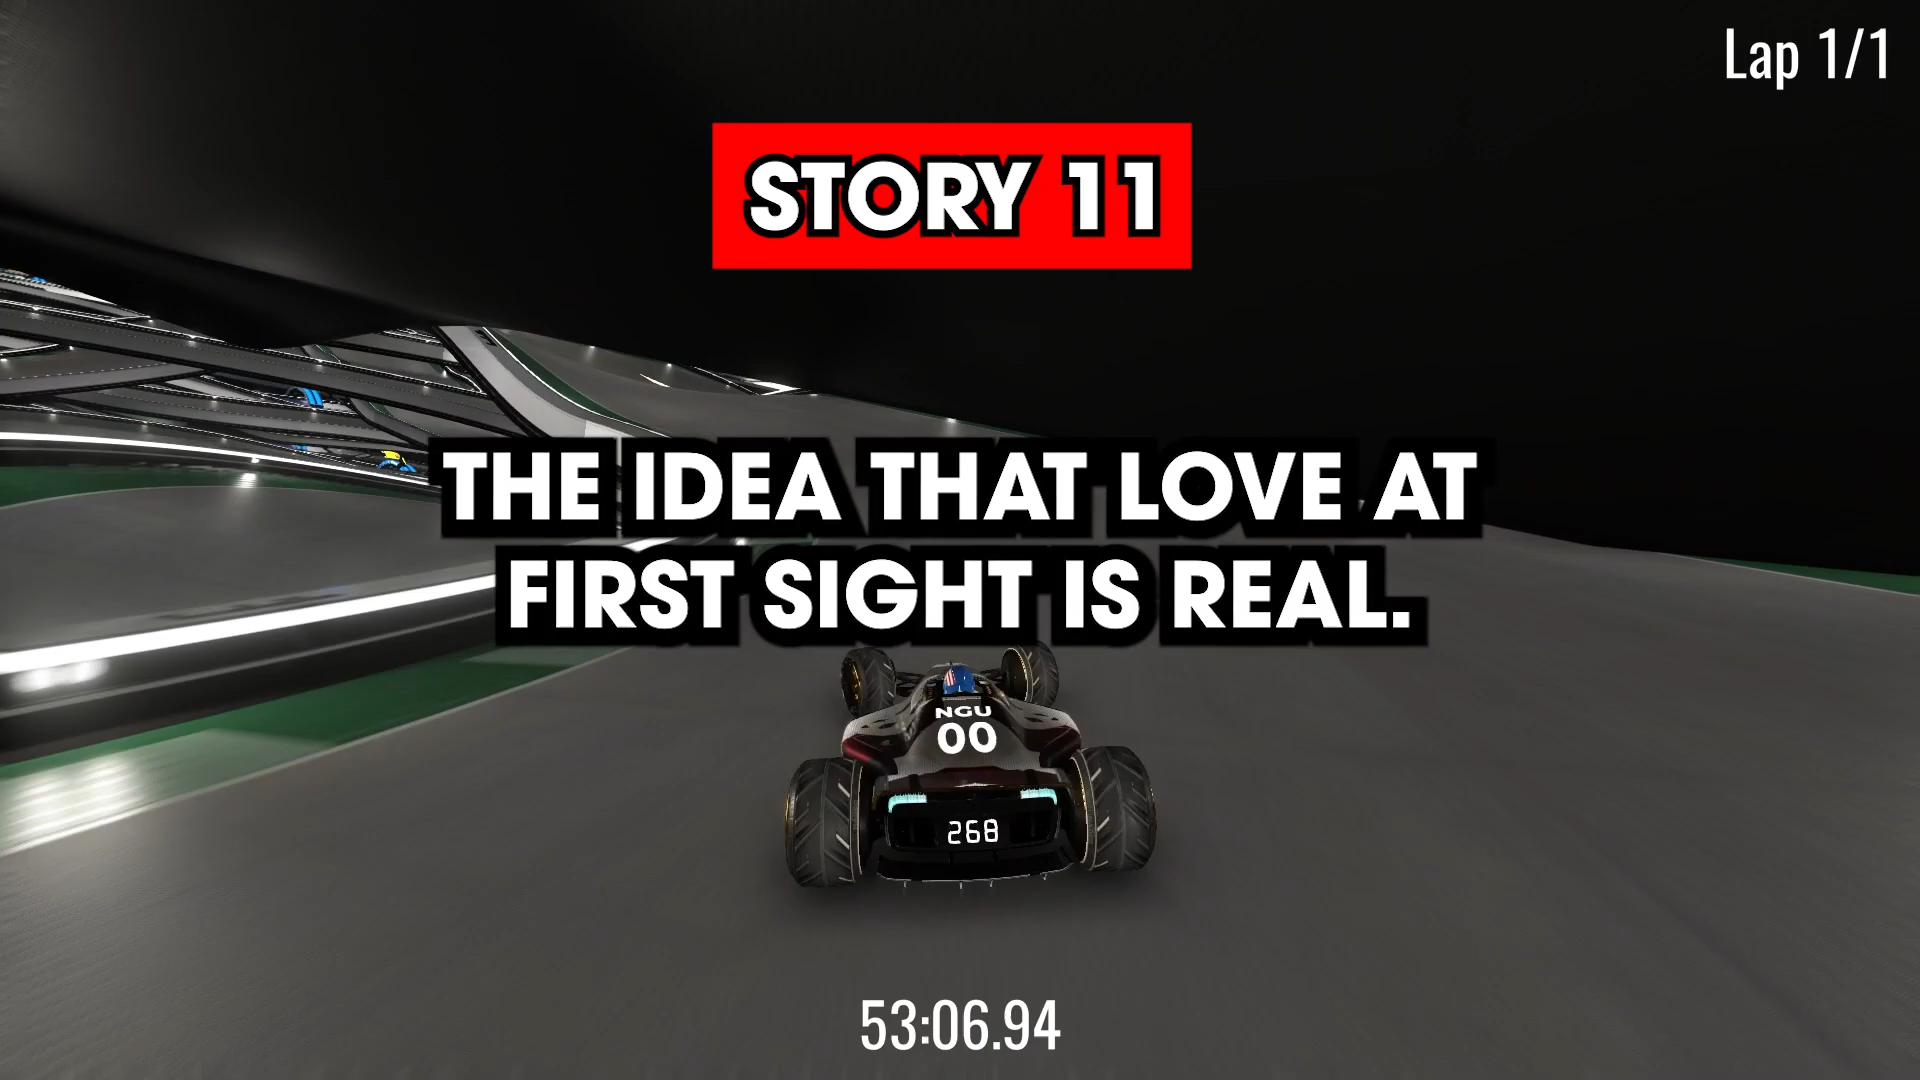 Lap 1/1
STORY 11
THE IDEA THAT LOVE AT
FIRST SIGHT IS REAL.
NGU
00
268
53:06.94